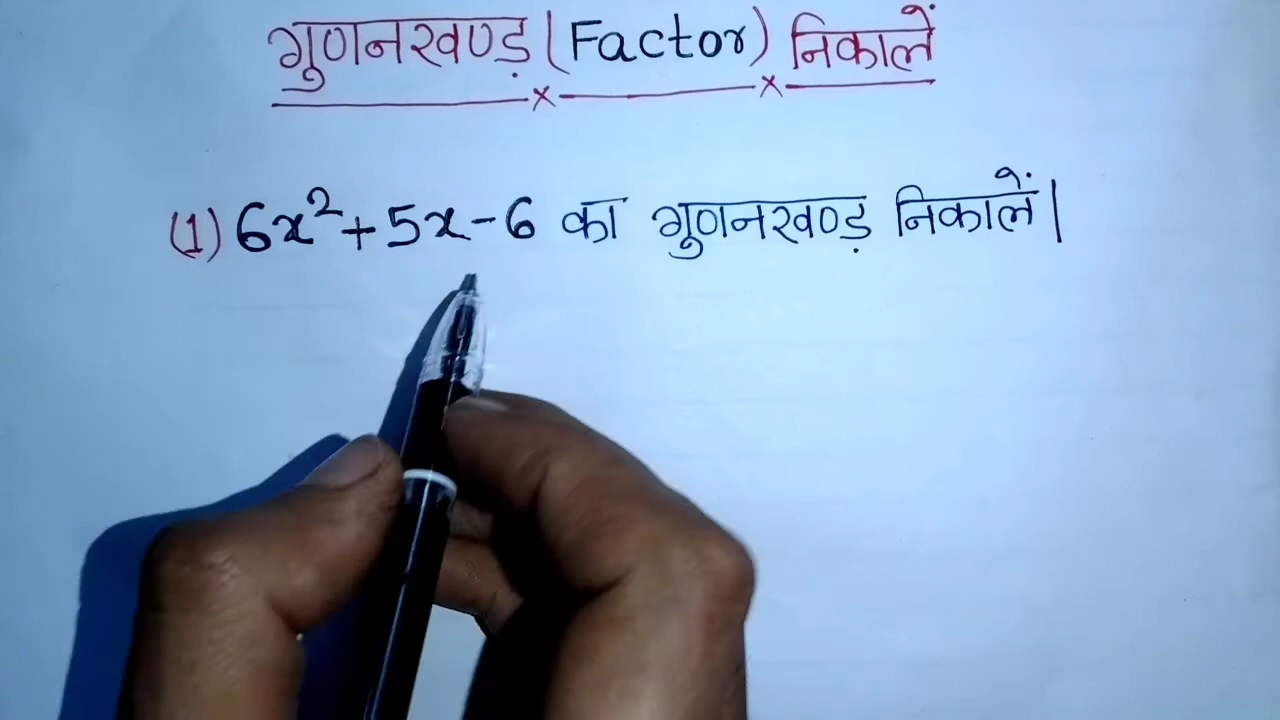 गुणनखण्ड़ (Factor) निकालें
(1) 6x²+5x-6 का गुणनखण्ड़ निकालें|